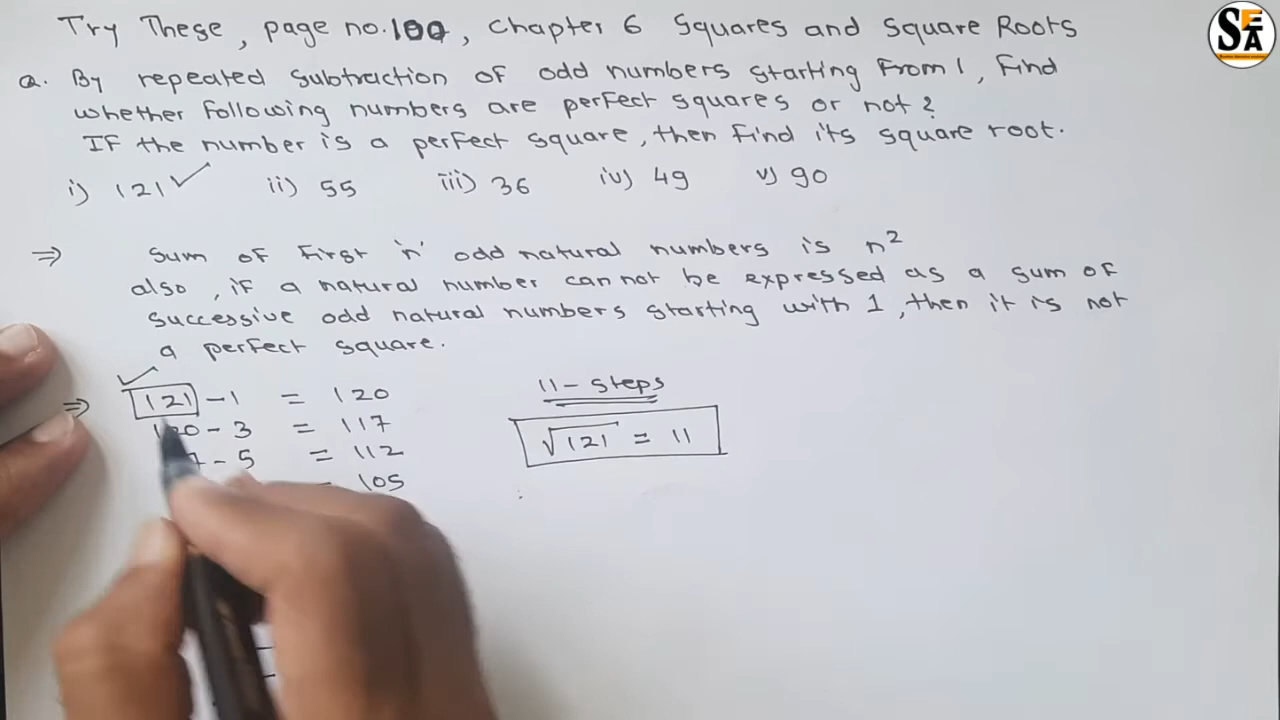 Try These, page no. 100, Chapter 6 Squares and Square Roots
Q. By repeated subtraction of odd numbers starting from 1, find
whether following numbers are perfect squares or not?
If the number is a perfect square, then find its square root.
i) 121 ✓ ii) 55 iii) 36 iv) 49 v) 90
⇒ Sum of first 'n' odd natural numbers is n²
also, if a natural number cannot be expressed as a sum of
successive odd natural numbers starting with 1, then it is not
a perfect square.
✓
⇒ 121 - 1 = 120
120 - 3 = 117
7 - 5 = 112
= 105
11 - steps
√121 = 11
SFEA